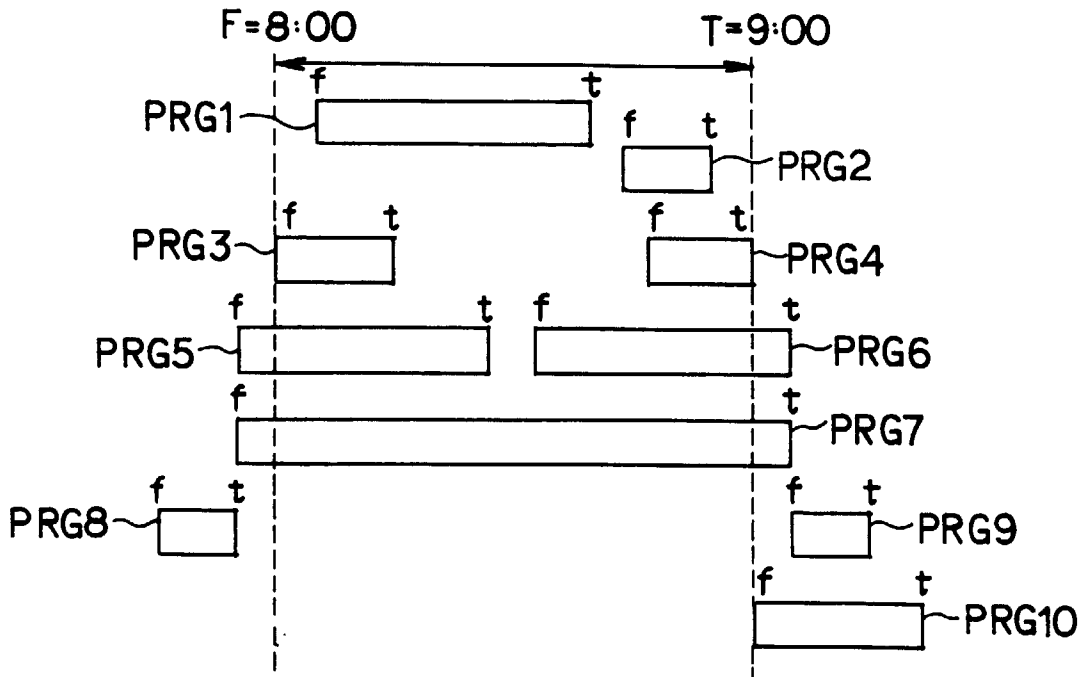 F=8:00 T=9:00
f t
PRG1
f t
PRG2
f t f t
PRG3 PRG4
f t f t
PRG5 PRG6
f t
PRG7
f t f t
PRG8 PRG9
f t
PRG10